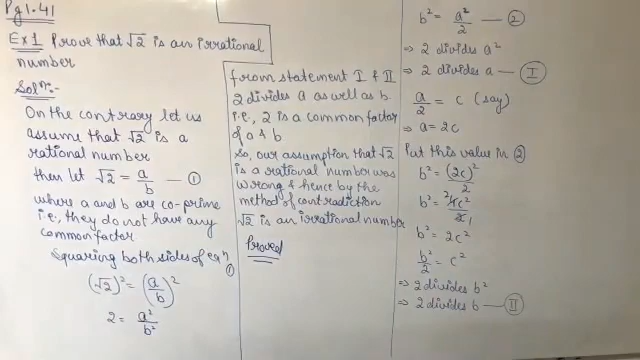 Pg 1.41
Ex 1 Prove that √2 is an irrational
number
Solⁿ:-
On the contrary let us
assume that √2 is a
rational number
then let √2 = a/b — ①
where a and b are co-prime
i.e., they do not have any
common factor
Squaring both sides of eqⁿ ①
(√2)² = (a/b)²
2 = a²/b²
b² = a²/2 — ②
⇒ 2 divides a²
⇒ 2 divides a — Ⓘ
a/2 = c (say)
⇒ a = 2c
Put this value in ②
b² = (2c)²/2
b² = ²4c²/2 1
b² = 2c²
b²/2 = c²
⇒ 2 divides b²
⇒ 2 divides b — II
from statement I & II
2 divides a as well as b.
i.e., 2 is a common factor
of a & b
So, our assumption that √2
is a rational number was
wrong & hence by the
method of contradiction
√2 is an irrational number
Proved